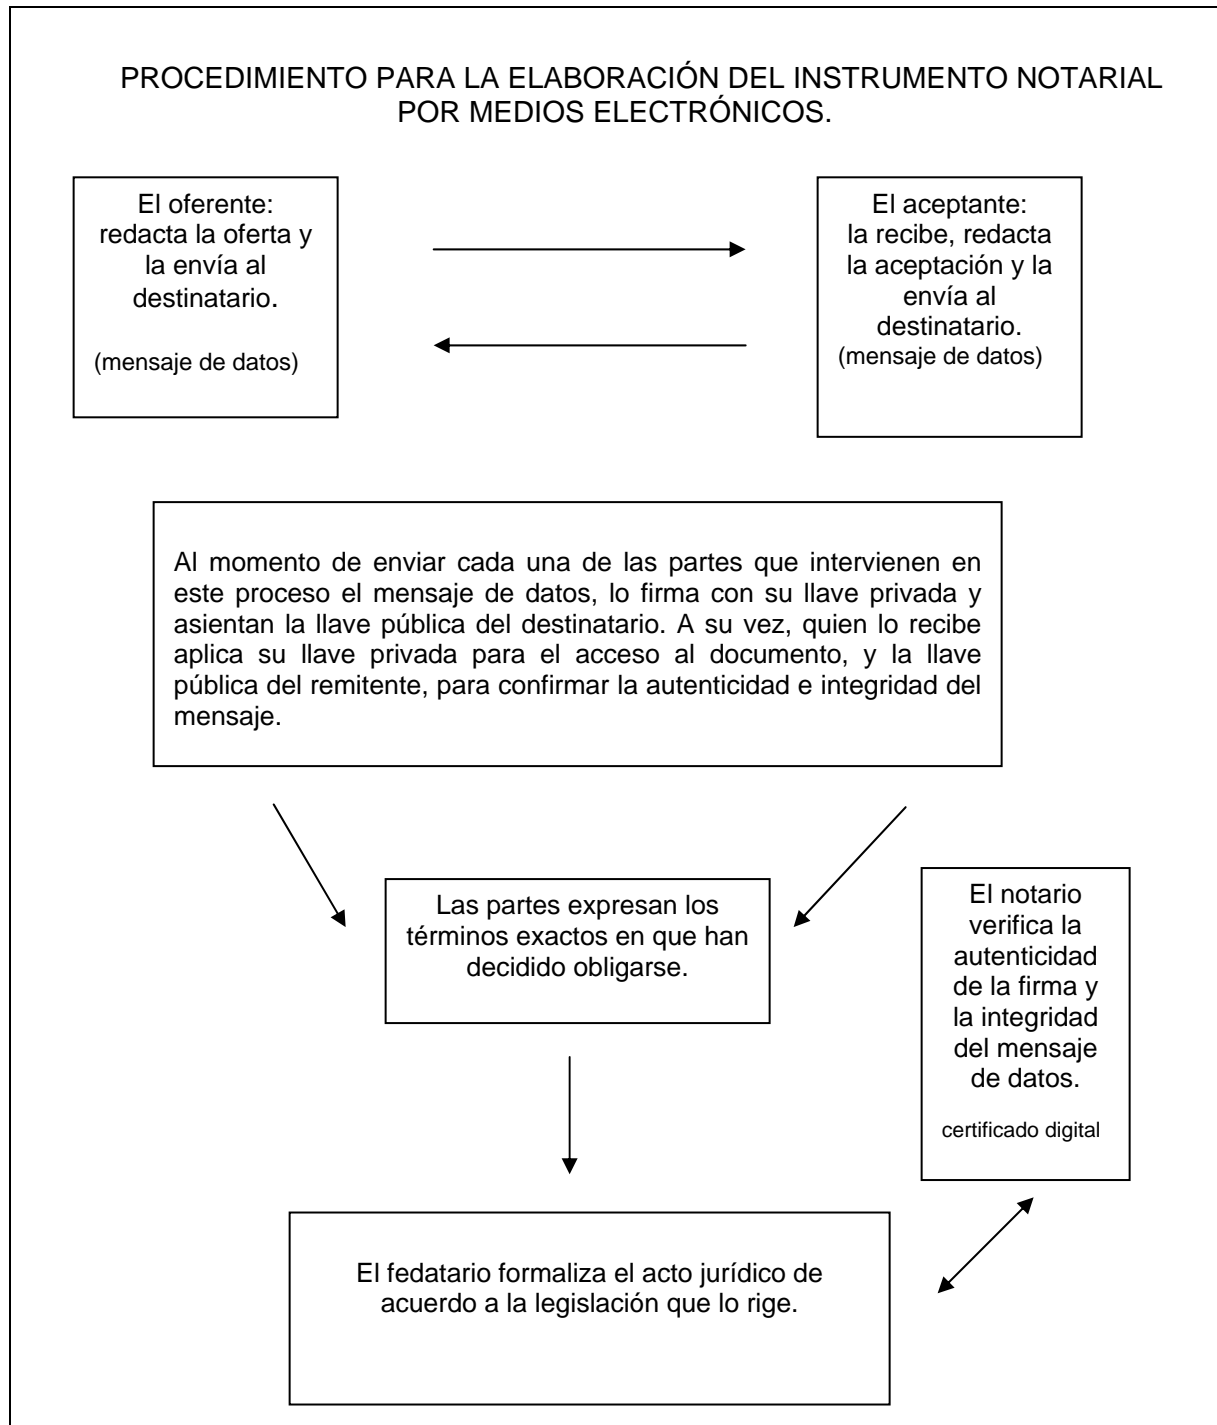 PROCEDIMIENTO PARA LA ELABORACIÓN DEL INSTRUMENTO NOTARIAL
POR MEDIOS ELECTRÓNICOS.
El oferente:
redacta la oferta y
la envía al
destinatario.
(mensaje de datos)
El aceptante:
la recibe, redacta
la aceptación y la
envía al
destinatario.
(mensaje de datos)
Al momento de enviar cada una de las partes que intervienen en
este proceso el mensaje de datos, lo firma con su llave privada y
asientan la llave pública del destinatario. A su vez, quien lo recibe
aplica su llave privada para el acceso al documento, y la llave
pública del remitente, para confirmar la autenticidad e integridad del
mensaje.
Las partes expresan los
términos exactos en que han
decidido obligarse.
El notario
verifica la
autenticidad
de la firma y
la integridad
del mensaje
de datos.
certificado digital
El fedatario formaliza el acto jurídico de
acuerdo a la legislación que lo rige.